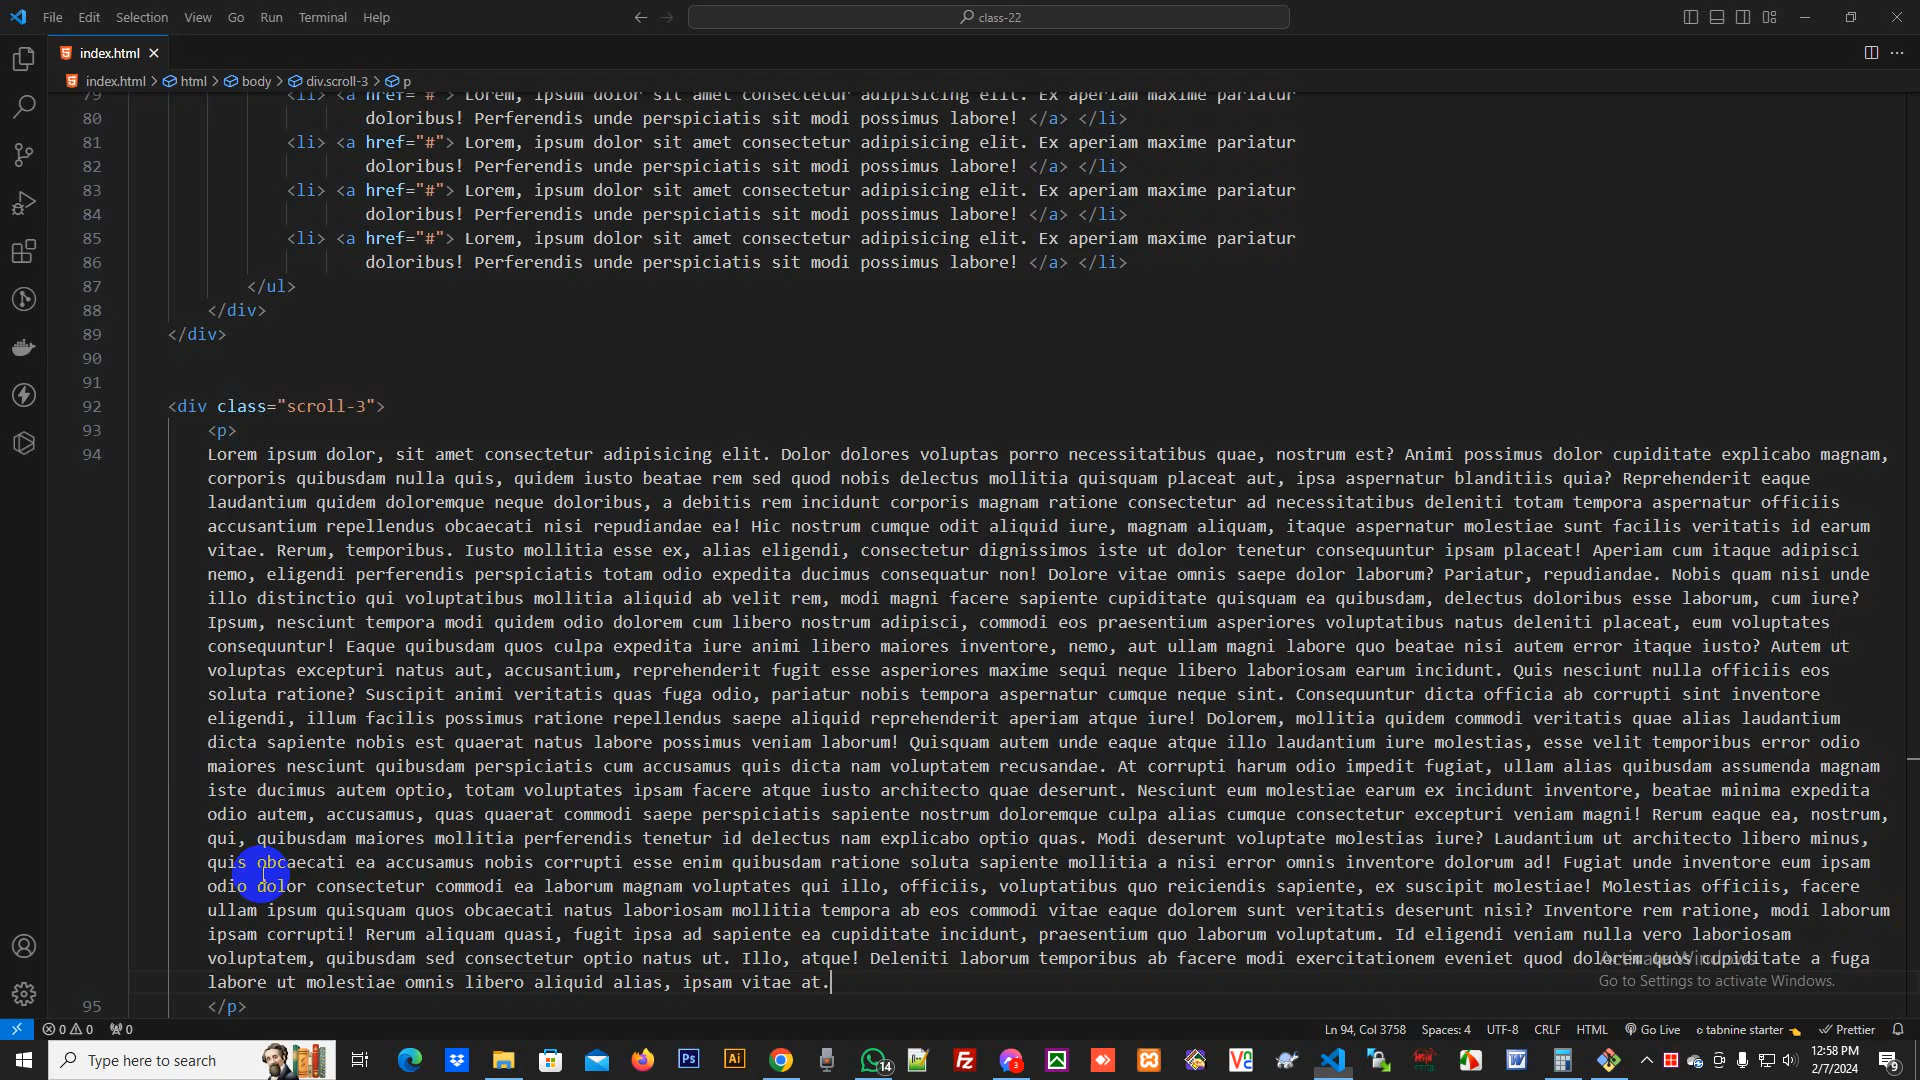 File Edit Selection View Go Run Terminal Help
class-22
index.html
index.html > html > body > div.scroll-3 > p
79 <li> <a href="#"> Lorem, ipsum dolor sit amet consectetur adipisicing elit. Ex aperiam maxime pariatur
80 doloribus! Perferendis unde perspiciatis sit modi possimus labore! </a> </li>
81 <li> <a href="#"> Lorem, ipsum dolor sit amet consectetur adipisicing elit. Ex aperiam maxime pariatur
82 doloribus! Perferendis unde perspiciatis sit modi possimus labore! </a> </li>
83 <li> <a href="#"> Lorem, ipsum dolor sit amet consectetur adipisicing elit. Ex aperiam maxime pariatur
84 doloribus! Perferendis unde perspiciatis sit modi possimus labore! </a> </li>
85 <li> <a href="#"> Lorem, ipsum dolor sit amet consectetur adipisicing elit. Ex aperiam maxime pariatur
86 doloribus! Perferendis unde perspiciatis sit modi possimus labore! </a> </li>
87 </ul>
88 </div>
89 </div>
90
91
92 <div class="scroll-3">
93 <p>
94 Lorem ipsum dolor, sit amet consectetur adipisicing elit. Dolor dolores voluptas porro necessitatibus quae, nostrum est? Animi possimus dolor cupiditate explicabo magnam,
corporis quibusdam nulla quis, quidem iusto beatae rem sed quod nobis delectus mollitia quisquam placeat aut, ipsa aspernatur blanditiis quia? Reprehenderit eaque
laudantium quidem doloremque neque doloribus, a debitis rem incidunt corporis magnam ratione consectetur ad necessitatibus deleniti totam tempora aspernatur officiis
accusantium repellendus obcaecati nisi repudiandae ea! Hic nostrum cumque odit aliquid iure, magnam aliquam, itaque aspernatur molestiae sunt facilis veritatis id earum
vitae. Rerum, temporibus. Iusto mollitia esse ex, alias eligendi, consectetur dignissimos iste ut dolor tenetur consequuntur ipsam placeat! Aperiam cum itaque adipisci
nemo, eligendi perferendis perspiciatis totam odio expedita ducimus consequatur non! Dolore vitae omnis saepe dolor laborum? Pariatur, repudiandae. Nobis quam nisi unde
illo distinctio qui voluptatibus mollitia aliquid ab velit rem, modi magni facere sapiente cupiditate quisquam ea quibusdam, delectus doloribus esse laborum, cum iure?
Ipsum, nesciunt tempora modi quidem odio dolorem cum libero nostrum adipisci, commodi eos praesentium asperiores voluptatibus natus deleniti placeat, eum voluptates
consequuntur! Eaque quibusdam quos culpa expedita iure animi libero maiores inventore, nemo, aut ullam magni labore quo beatae nisi autem error itaque iusto? Autem ut
voluptas excepturi natus aut, accusantium, reprehenderit fugit esse asperiores maxime sequi neque libero laboriosam earum incidunt. Quis nesciunt nulla officiis eos
soluta ratione? Suscipit animi veritatis quas fuga odio, pariatur nobis tempora aspernatur cumque neque sint. Consequuntur dicta officia ab corrupti sint inventore
eligendi, illum facilis possimus ratione repellendus saepe aliquid reprehenderit aperiam atque iure! Dolorem, mollitia quidem commodi veritatis quae alias laudantium
dicta sapiente nobis est quaerat natus labore possimus veniam laborum! Quisquam autem unde eaque atque illo laudantium iure molestias, esse velit temporibus error odio
maiores nesciunt quibusdam perspiciatis cum accusamus quis dicta nam voluptatem recusandae. At corrupti harum odio impedit fugiat, ullam alias quibusdam assumenda magnam
iste ducimus autem optio, totam voluptates ipsam facere atque iusto architecto quae deserunt. Nesciunt eum molestiae earum ex incidunt inventore, beatae minima expedita
odio autem, accusamus, quas quaerat commodi saepe perspiciatis sapiente nostrum doloremque culpa alias cumque consectetur excepturi veniam magni! Rerum eaque ea, nostrum,
qui, quibusdam maiores mollitia perferendis tenetur id delectus nam explicabo optio quas. Modi deserunt voluptate molestias iure? Laudantium ut architecto libero minus,
quis obcaecati ea accusamus nobis corrupti esse enim quibusdam ratione soluta sapiente mollitia a nisi error omnis inventore dolorum ad! Fugiat unde inventore eum ipsam
odio dolor consectetur commodi ea laborum magnam voluptates qui illo, officiis, voluptatibus quo reiciendis sapiente, ex suscipit molestiae! Molestias officiis, facere
ullam ipsum quisquam quos obcaecati natus laboriosam mollitia tempora ab eos commodi vitae eaque dolorem sunt veritatis deserunt nisi? Inventore rem ratione, modi laborum
ipsam corrupti! Rerum aliquam quasi, fugit ipsa ad sapiente ea cupiditate incidunt, praesentium quo laborum voluptatum. Id eligendi veniam nulla vero laboriosam
voluptatem, quibusdam sed consectetur optio natus ut. Illo, atque! Deleniti laborum temporibus ab facere modi exercitationem eveniet quod dolorem quos cupiditate a fuga
labore ut molestiae omnis libero aliquid alias, ipsam vitae at.
95 </p>
Activate Windows
Go to Settings to activate Windows.
0 0 0 Ln 94, Col 3758 Spaces: 4 UTF-8 CRLF HTML Go Live tabnine starter Prettier
Type here to search
Ps Ai 14 Fz 3 W
12:58 PM
2/7/2024
9